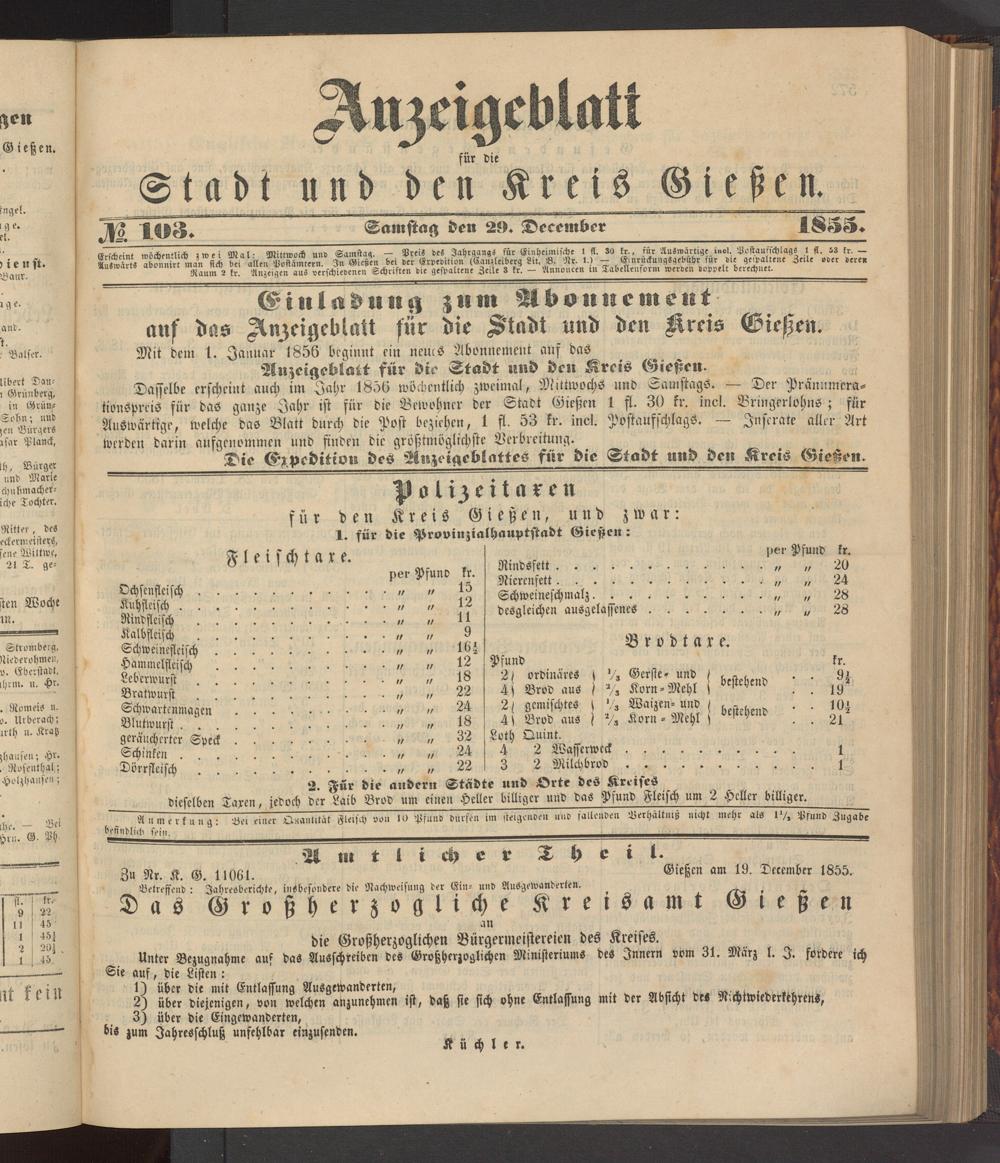 Anzeigeblatt
für die
Stadt und den Kreis Gießen.
№ 103. Samstag den 29. December 1855.
Erscheint wöchentlich zwei Mal: Mittwoch und Samstag. — Preis des Jahrgangs für Einheimische 1 fl. 30 kr., für Auswärtige incl. Postaufschlags 1 fl. 53 kr. —
Auswärts abonnirt man sich bei allen Postämtern. In Gießen bei der Expedition (Canzleiberg Lit. B. Nr. 1.) — Einrückungsgebühr für die gespaltene Zeile oder deren
Raum 2 kr. Anzeigen aus verschiedenen Schriften die gespaltene Zeile 3 kr. — Annoncen in Tabellenform werden doppelt berechnet.
Einladung zum Abonnement
auf das Anzeigeblatt für die Stadt und den Kreis Gießen.
Mit dem 1. Januar 1856 beginnt ein neues Abonnement auf das
Anzeigeblatt für die Stadt und den Kreis Gießen.
Dasselbe erscheint auch im Jahr 1856 wöchentlich zweimal, Mittwochs und Samstags. — Der Pränumera-
tionspreis für das ganze Jahr ist für die Bewohner der Stadt Gießen 1 fl. 30 kr. incl. Bringerlohns; für
Auswärtige, welche das Blatt durch die Post beziehen, 1 fl. 53 kr. incl. Postaufschlags. — Inserate aller Art
werden darin aufgenommen und finden die größtmöglichste Verbreitung.
Die Expedition des Anzeigeblattes für die Stadt und den Kreis Gießen.
Polizeitaxen
für den Kreis Gießen, und zwar:
1. für die Provinzialhauptstadt Gießen:
Fleischtaxe.
per Pfund kr.
Ochsenfleisch . . . „ „ 15
Kuhfleisch . . . „ „ 12
Rindfleisch . . . „ „ 11
Kalbfleisch . . . „ „ 9
Schweinefleisch . . . „ „ 16½
Hammelfleisch . . . „ „ 12
Leberwurst . . . „ „ 18
Bratwurst . . . „ „ 22
Schwartenmagen . . . „ „ 24
Blutwurst . . . „ „ 18
geräucherter Speck . . . „ „ 32
Schinken . . . „ „ 24
Dörrfleisch . . . „ „ 22
per Pfund kr.
Rindsfett . . . „ „ 20
Nierenfett . . . „ „ 24
Schweineschmalz . . . „ „ 28
desgleichen ausgelassenes . . . „ „ 28
Brodtaxe.
Pfund kr.
2) ordinäres ( ⅓ Gerste- und ) bestehend . . 9½
4) Brod aus ( ⅔ Korn-Mehl ) . . 19
2) gemischtes ( ⅓ Waizen- und ) bestehend . . 10½
4) Brod aus ( ⅔ Korn-Mehl ) . . 21
Loth Quint.
4 2 Wasserweck . . . 1
3 2 Milchbrod . . . 1
2. Für die andern Städte und Orte des Kreises
dieselben Taxen, jedoch der Laib Brod um einen Heller billiger und das Pfund Fleisch um 2 Heller billiger.
Anmerkung: Bei einer Quantität Fleisch von 10 Pfund dürfen im steigenden und fallenden Verhältniß nicht mehr als 1½ Pfund Zugabe
befindlich sein.
Amtlicher Theil.
Zu Nr. K. G. 11061. Gießen am 19. December 1855.
Betreffend: Jahresberichte, insbesondere die Nachweisung der Ein- und Ausgewanderten.
Das Großherzogliche Kreisamt Gießen
an
die Großherzoglichen Bürgermeistereien des Kreises.
Unter Bezugnahme auf das Ausschreiben des Großherzoglichen Ministeriums des Innern vom 31. März l. J. fordere ich
Sie auf, die Listen:
1) über die mit Entlassung Ausgewanderten,
2) über diejenigen, von welchen anzunehmen ist, daß sie sich ohne Entlassung mit der Absicht des Nichtwiederkehrens,
3) über die Eingewanderten,
bis zum Jahresschluß unfehlbar einzusenden.
Küchler.